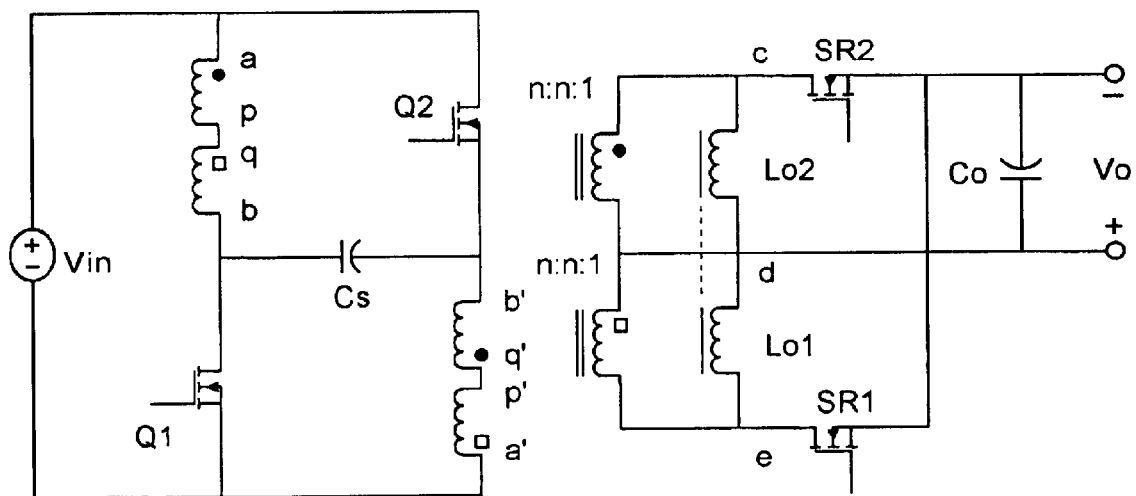 a
p
q
b
Q2
Vin
Cs
Q1
b'
q'
p'
a'
n:n:1
n:n:1
c
SR2
Lo2
d
Lo1
SR1
e
Co
Vo
−
+
+
−